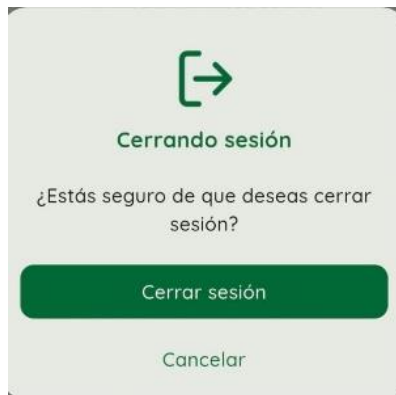 Cerrando sesión
¿Estás seguro de que deseas cerrar
sesión?
Cerrar sesión
Cancelar